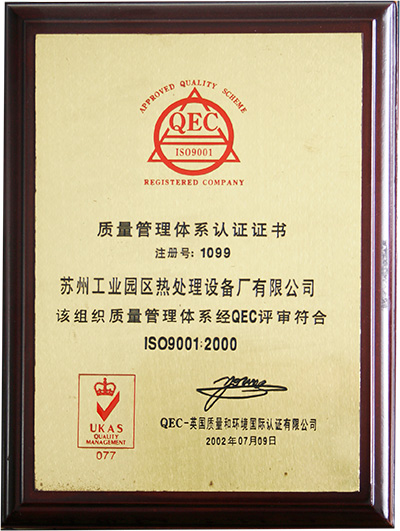 APPROVED QUALITY SCHEME
QEC
ISO9001
REGISTERED COMPANY
质量管理体系认证证书
注册号: 1099
苏州工业园区热处理设备厂有限公司
该组织质量管理体系经QEC评审符合
ISO9001:2000
UKAS
QUALITY
MANAGEMENT
077
QEC-英国质量和环境国际认证有限公司
2002年07月09日